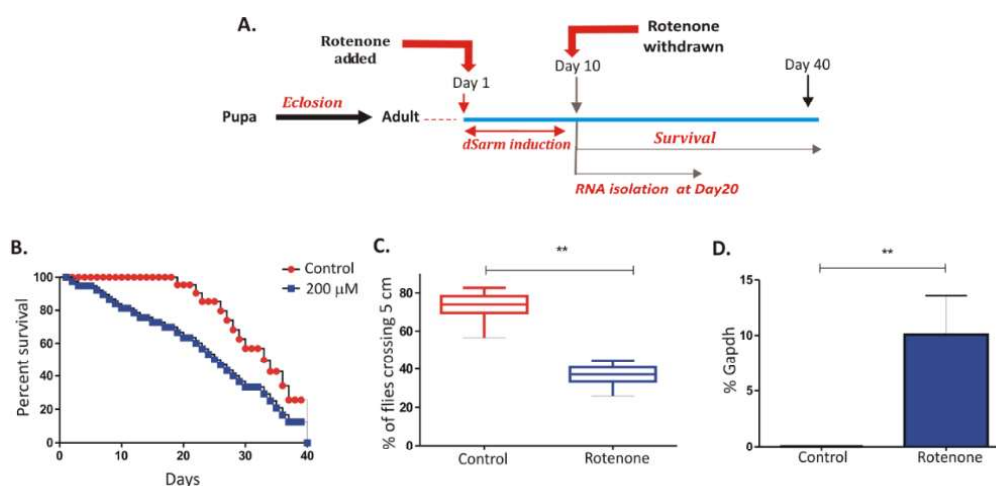 A.
Rotenone added
Rotenone withdrawn
Day 1
Day 10
Day 40
Pupa
Eclosion
Adult
dSarm induction
Survival
RNA isolation at Day20
B.
Percent survival
100
80
60
40
20
0
0 10 20 30 40
Days
Control
200 µM
C.
**
% of flies crossing 5 cm
80
60
40
20
0
Control Rotenone
D.
**
% Gapdh
15
10
5
0
Control Rotenone